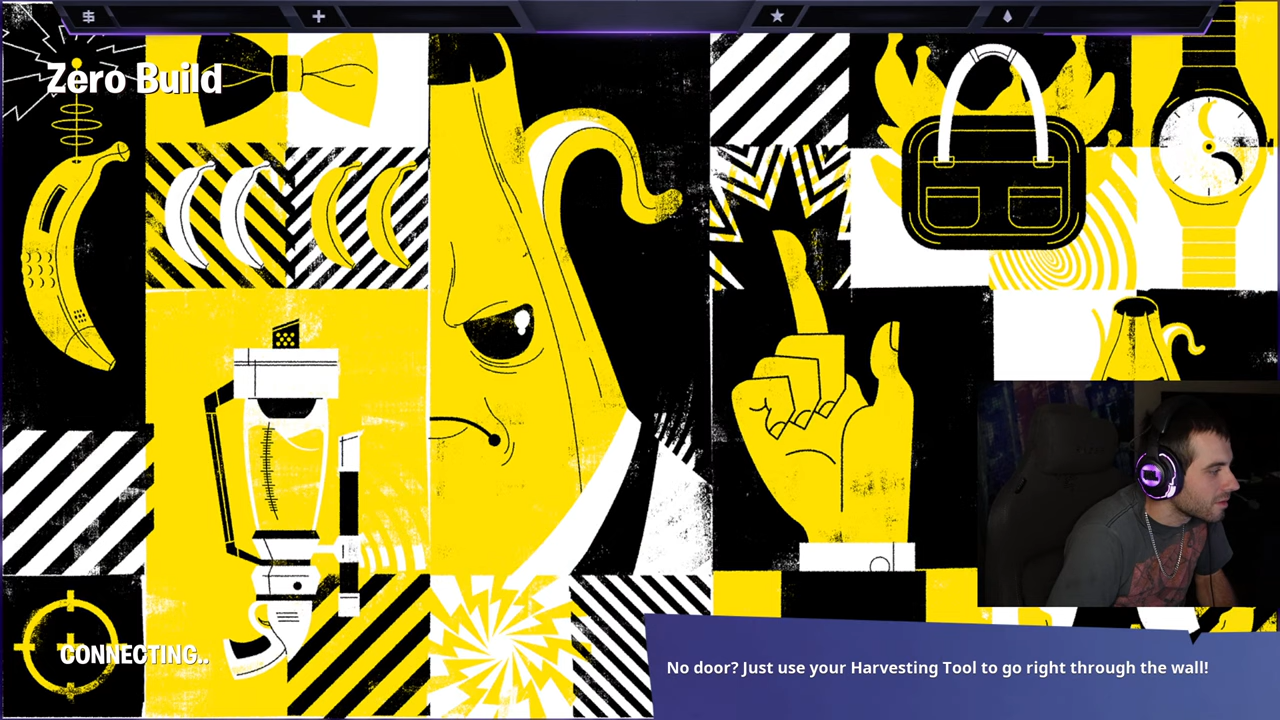 Zero Build
CONNECTING..
No door? Just use your Harvesting Tool to go right through the wall!